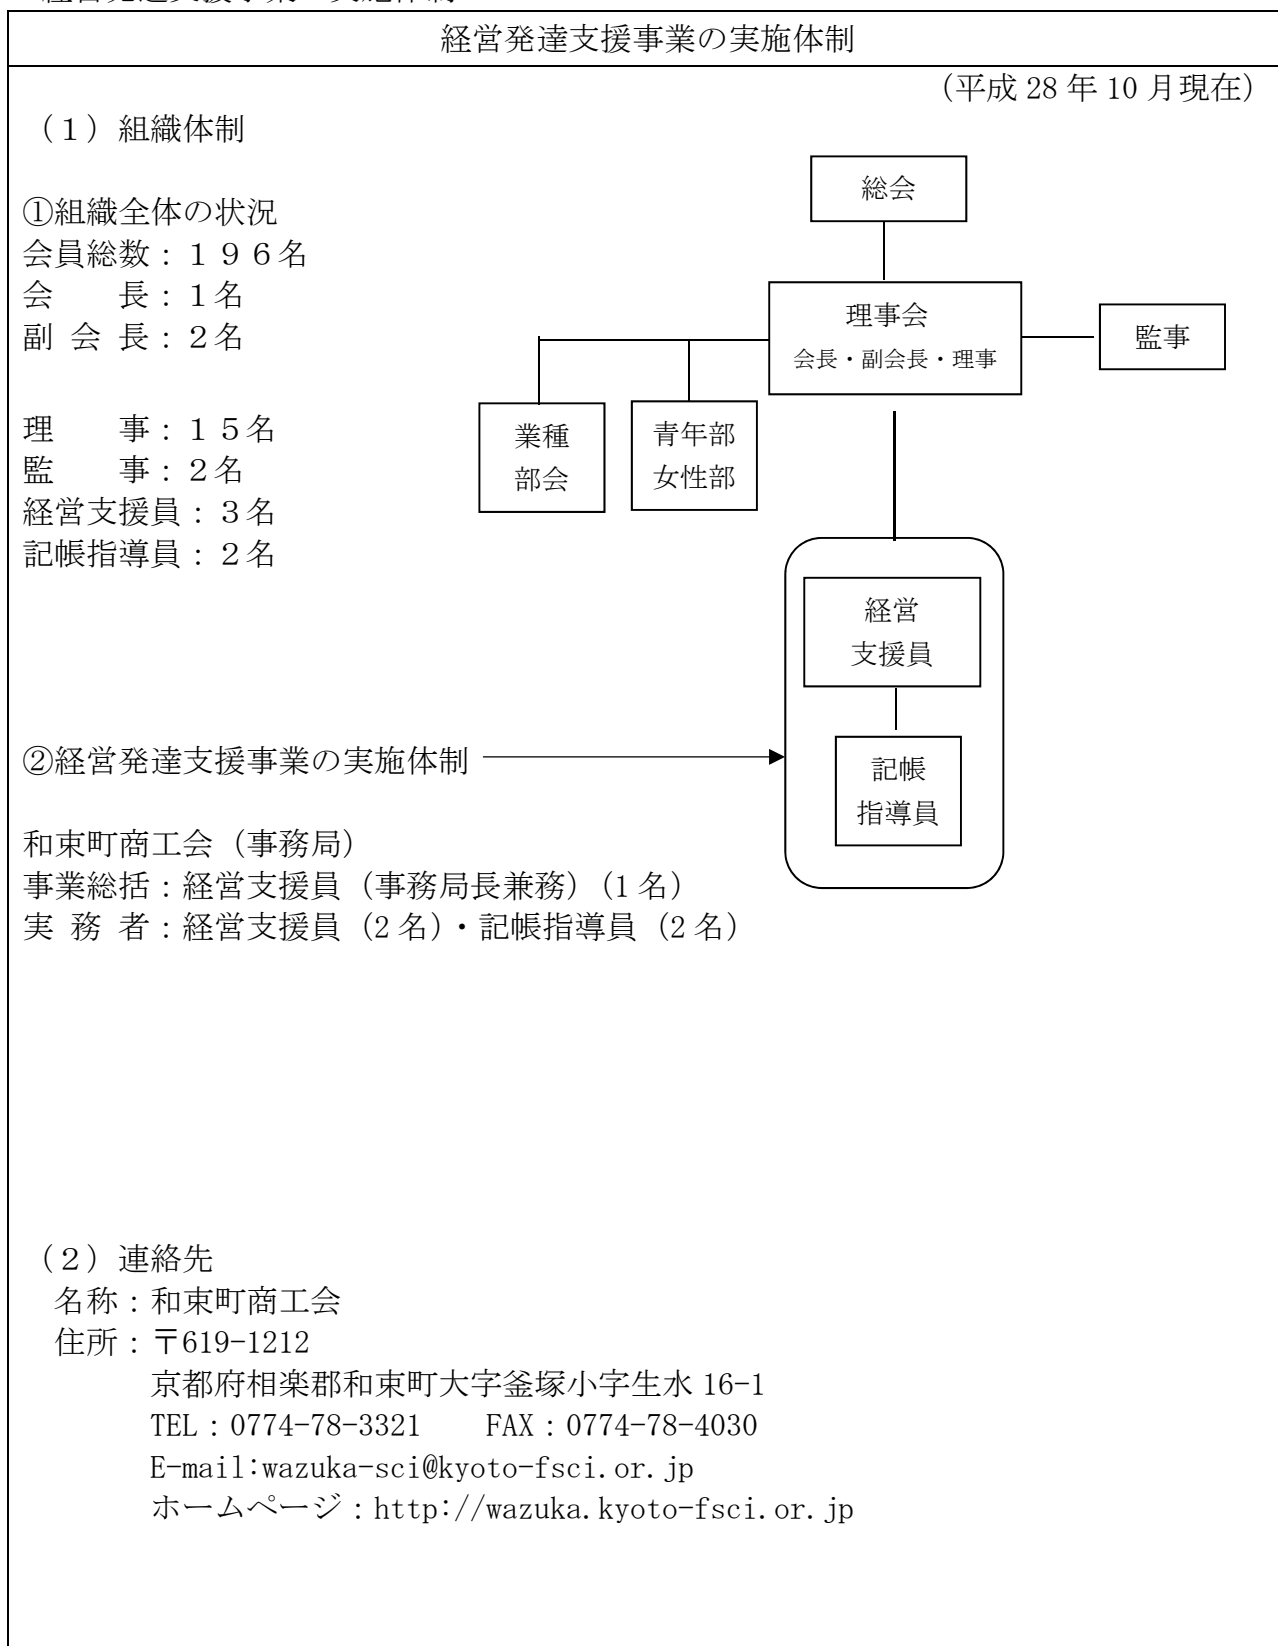 経営発達支援事業の実施体制
(平成 28 年 10 月現在)
(１) 組織体制
①組織全体の状況
会員総数：１９６名
会　　長：１名
副 会 長：２名
理　　事：１５名
監　　事：２名
経営支援員：３名
記帳指導員：２名
総会
理事会
会長・副会長・理事
監事
業種
部会
青年部
女性部
経営
支援員
記帳
指導員
②経営発達支援事業の実施体制
和束町商工会（事務局）
事業総括：経営支援員（事務局長兼務）(1 名)
実 務 者：経営支援員（2 名）・記帳指導員（2 名）
(２) 連絡先
名称：和束町商工会
住所：〒619-1212
京都府相楽郡和束町大字釜塚小字生水 16-1
TEL：0774-78-3321　　FAX：0774-78-4030
E-mail:wazuka-sci@kyoto-fsci.or.jp
ホームページ：http://wazuka.kyoto-fsci.or.jp